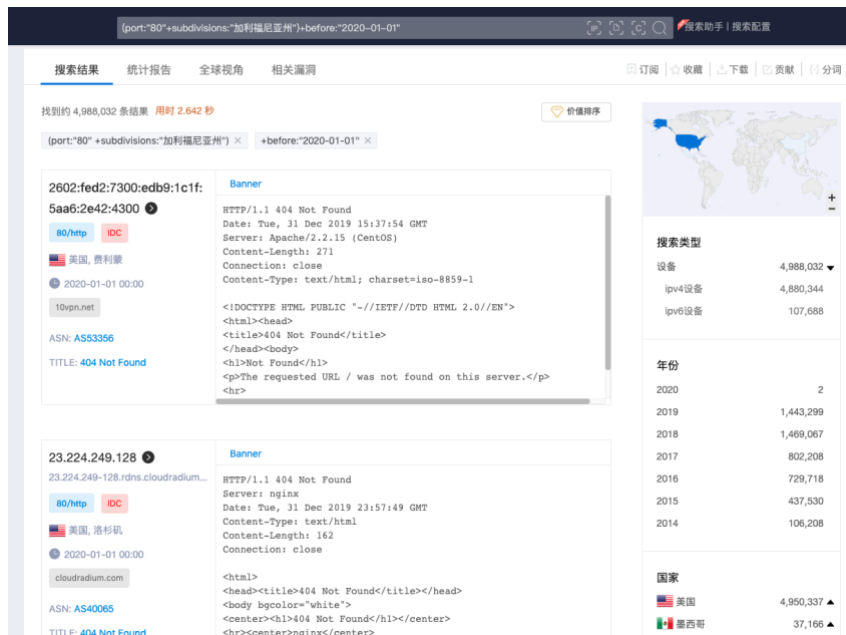 (port:"80"+subdivisions:"加利福尼亚州")+before:"2020-01-01"
搜索助手 | 搜索配置
搜索结果 统计报告 全球视角 相关漏洞
订阅 收藏 下载 贡献 分词
找到约 4,988,032 条结果 用时 2.642 秒
价值排序
(port:"80" +subdivisions:"加利福尼亚州") × +before:"2020-01-01" ×
2602:fed2:7300:edb9:1c1f:
5aa6:2e42:4300
80/http IDC
美国, 费利蒙
2020-01-01 00:00
10vpn.net
ASN: AS53356
TITLE: 404 Not Found
Banner
HTTP/1.1 404 Not Found
Date: Tue, 31 Dec 2019 15:37:54 GMT
Server: Apache/2.2.15 (CentOS)
Content-Length: 271
Connection: close
Content-Type: text/html; charset=iso-8859-1
<!DOCTYPE HTML PUBLIC "-//IETF//DTD HTML 2.0//EN">
<html><head>
<title>404 Not Found</title>
</head><body>
<h1>Not Found</h1>
<p>The requested URL / was not found on this server.</p>
<hr>
23.224.249.128
23.224.249-128.rdns.cloudradium...
80/http IDC
美国, 洛杉矶
2020-01-01 00:00
cloudradium.com
ASN: AS40065
TITLE: 404 Not Found
Banner
HTTP/1.1 404 Not Found
Server: nginx
Date: Tue, 31 Dec 2019 23:57:49 GMT
Content-Type: text/html
Content-Length: 162
Connection: close
<html>
<head><title>404 Not Found</title></head>
<body bgcolor="white">
<center><h1>404 Not Found</h1></center>
<hr><center>nginx</center>
+
−
搜索类型
设备 4,988,032
ipv4设备 4,880,344
ipv6设备 107,688
年份
2020 2
2019 1,443,299
2018 1,469,067
2017 802,208
2016 729,718
2015 437,530
2014 106,208
国家
美国 4,950,337
墨西哥 37,166